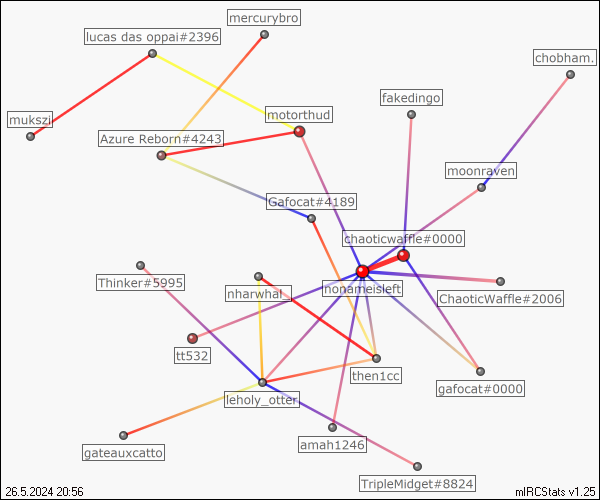 mercurybro
lucas das oppai#2396
chobham.
fakedingo
mukszi
motorthud
Azure Reborn#4243
moonraven
Gafocat#4189
chaoticwaffle#0000
Thinker#5995
nharwhal_
nonameisleft
ChaoticWaffle#2006
tt532
then1cc
gafocat#0000
leholy_otter
amah1246
gateauxcatto
TripleMidget#8824
26.5.2024 20:56
mIRCStats v1.25